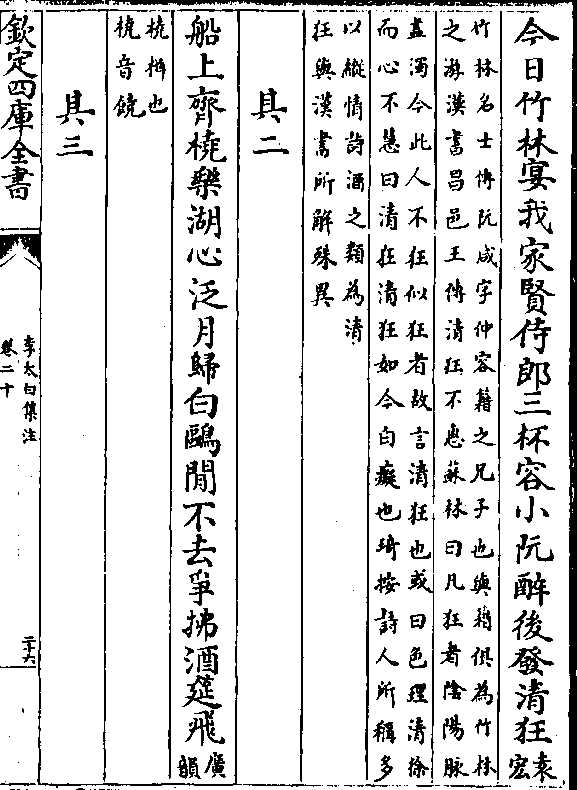 今日竹林宴我家賢侍郎三杯容小阮醉後發清狂袁
宏
竹林名士傳阮咸字仲容籍之兄子也與籍俱為竹林
之游漢書昌邑王傳清狂不惠蘇林曰凡狂者陰陽脉
盡濁今此人不狂似狂者故言清狂也或曰色理清徐
而心不慧曰清狂清狂如今白癡也琦按詩人所稱多
以縱情詩酒之類為清
狂與漢書所解殊異
其二
船上齊橈樂湖心泛月歸白鷗閒不去爭拂酒筵飛廣
韻
橈楫也
橈音饒
其三
欽定四庫全書
李太白集注
卷二十
二十六